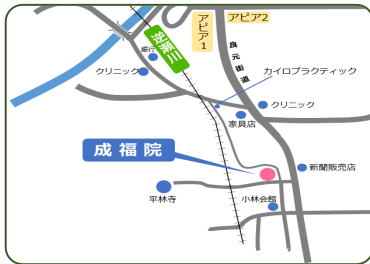 アピア1
アピア2
逆瀬川
銀行
良元街道
クリニック
カイロプラクティック
クリニック
家具店
成福院
新聞販売店
平林寺
小林会館